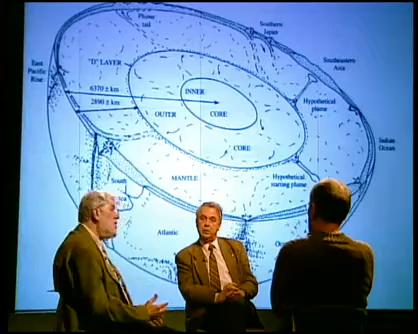 Plume
tail
Southern
Japan
Southeastern
Asia
East
Pacific
Rise
"D" LAYER
6370 ± km
2890 ± km
INNER
CORE
OUTER
CORE
Hypothetical
plume
Indian
Ocean
MANTLE
Hypothetical
starting plume
South
Atlantic